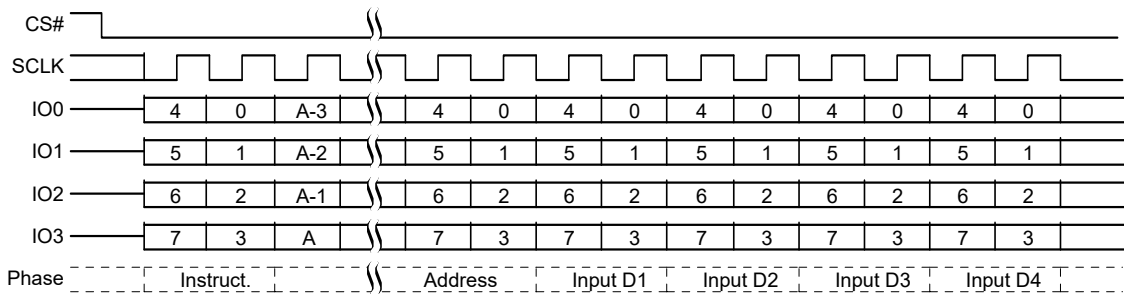 CS#
SCLK
IO0 4 0 A-3 4 0 4 0 4 0 4 0 4 0
IO1 5 1 A-2 5 1 5 1 5 1 5 1 5 1
IO2 6 2 A-1 6 2 6 2 6 2 6 2 6 2
IO3 7 3 A 7 3 7 3 7 3 7 3 7 3
Phase Instruct. Address Input D1 Input D2 Input D3 Input D4